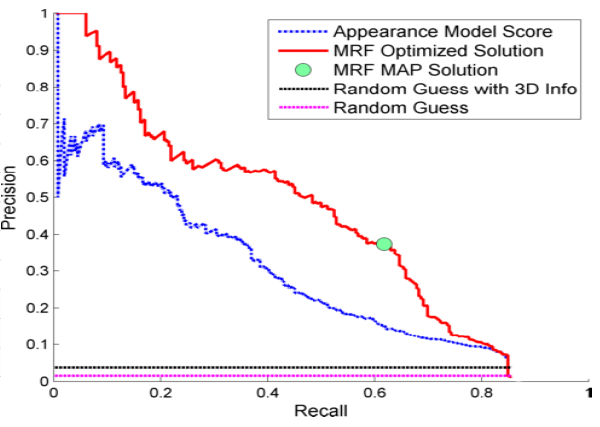 1
0.9
0.8
0.7
0.6
0.5
0.4
0.3
0.2
0.1
0
Precision
Appearance Model Score
MRF Optimized Solution
MRF MAP Solution
Random Guess with 3D Info
Random Guess
0 0.2 0.4 0.6 0.8 1
Recall